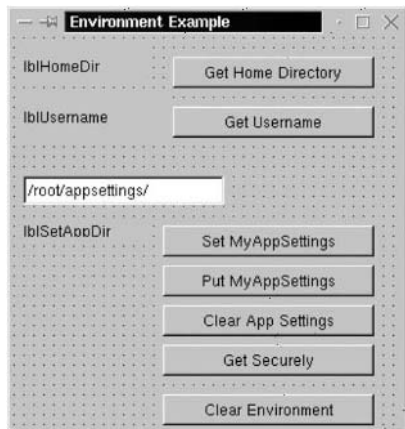 Environment Example
lblHomeDir
Get Home Directory
lblUsername
Get Username
/root/appsettings/
lblSetAppDir
Set MyAppSettings
Put MyAppSettings
Clear App Settings
Get Securely
Clear Environment